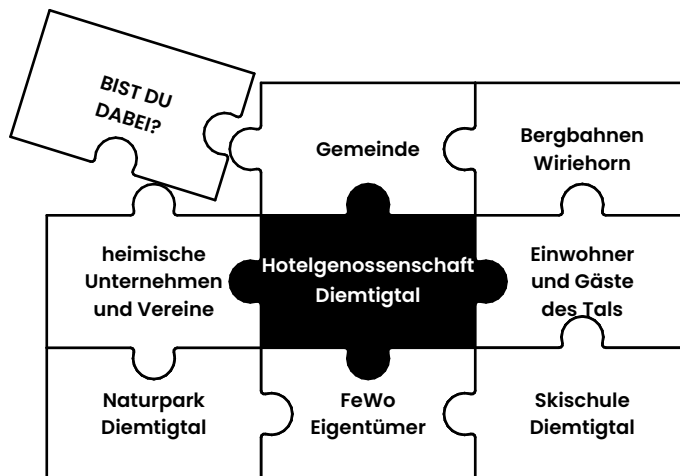 BIST DU
DABEI?
Gemeinde
Bergbahnen
Wiriehorn
heimische
Unternehmen
und Vereine
Hotelgenossenschaft
Diemtigtal
Einwohner
und Gäste
des Tals
Naturpark
Diemtigtal
FeWo
Eigentümer
Skischule
Diemtigtal